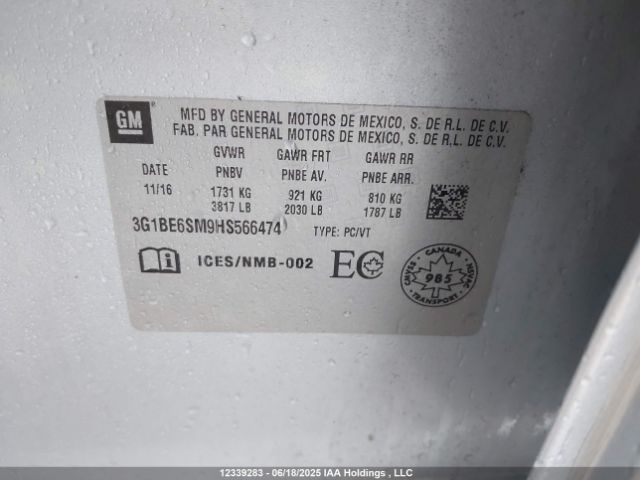 GM
MFD BY GENERAL MOTORS DE MEXICO, S. DE R.L. DE C.V.
FAB. PAR GENERAL MOTORS DE MEXICO, S. DE R.L. DE C.V.
GVWR GAWR FRT GAWR RR
DATE PNBV PNBE AV. PNBE ARR.
11/16 1731 KG 921 KG 810 KG
3817 LB 2030 LB 1787 LB
3G1BE6SM9HS566474 TYPE: PC/VT
ICES/NMB-002 EC
CANADA
CMVSS 985 NSVAC
TRANSPORT
12339283 - 06/18/2025 IAA Holdings , LLC